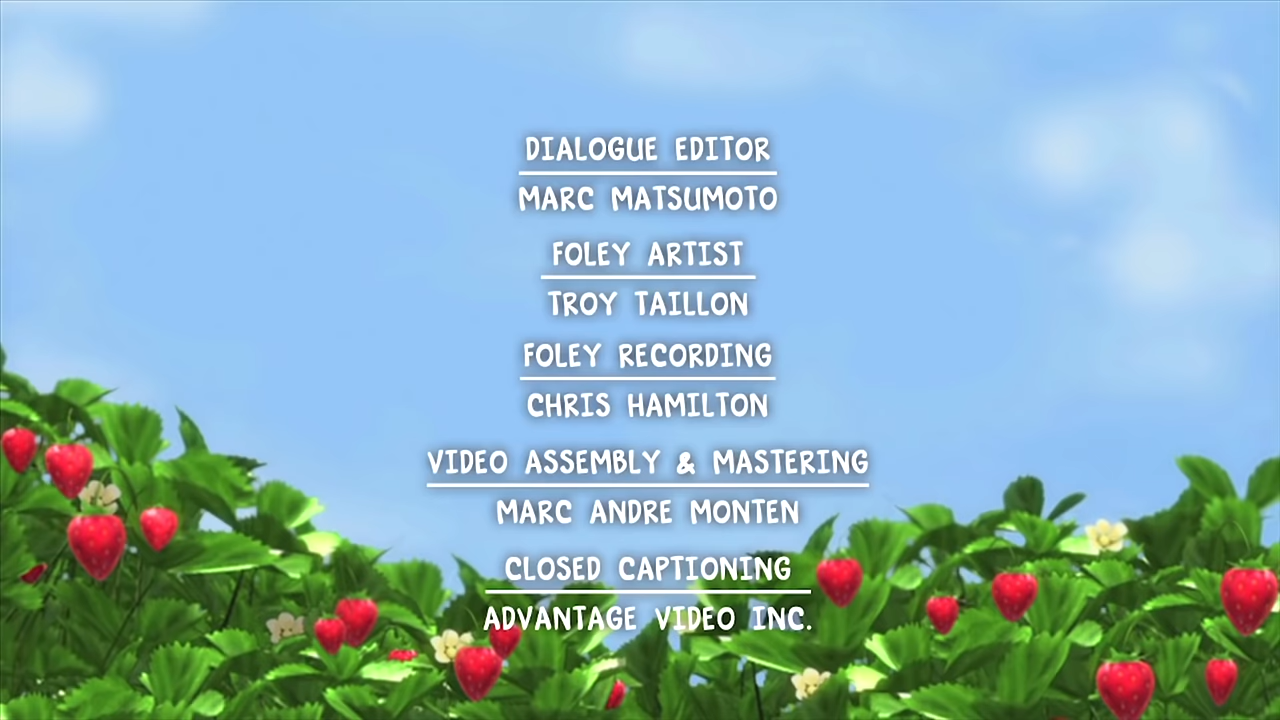 DIALOGUE EDITOR
MARC MATSUMOTO
FOLEY ARTIST
TROY TAILLON
FOLEY RECORDING
CHRIS HAMILTON
VIDEO ASSEMBLY & MASTERING
MARC ANDRE MONTEN
CLOSED CAPTIONING
ADVANTAGE VIDEO INC.